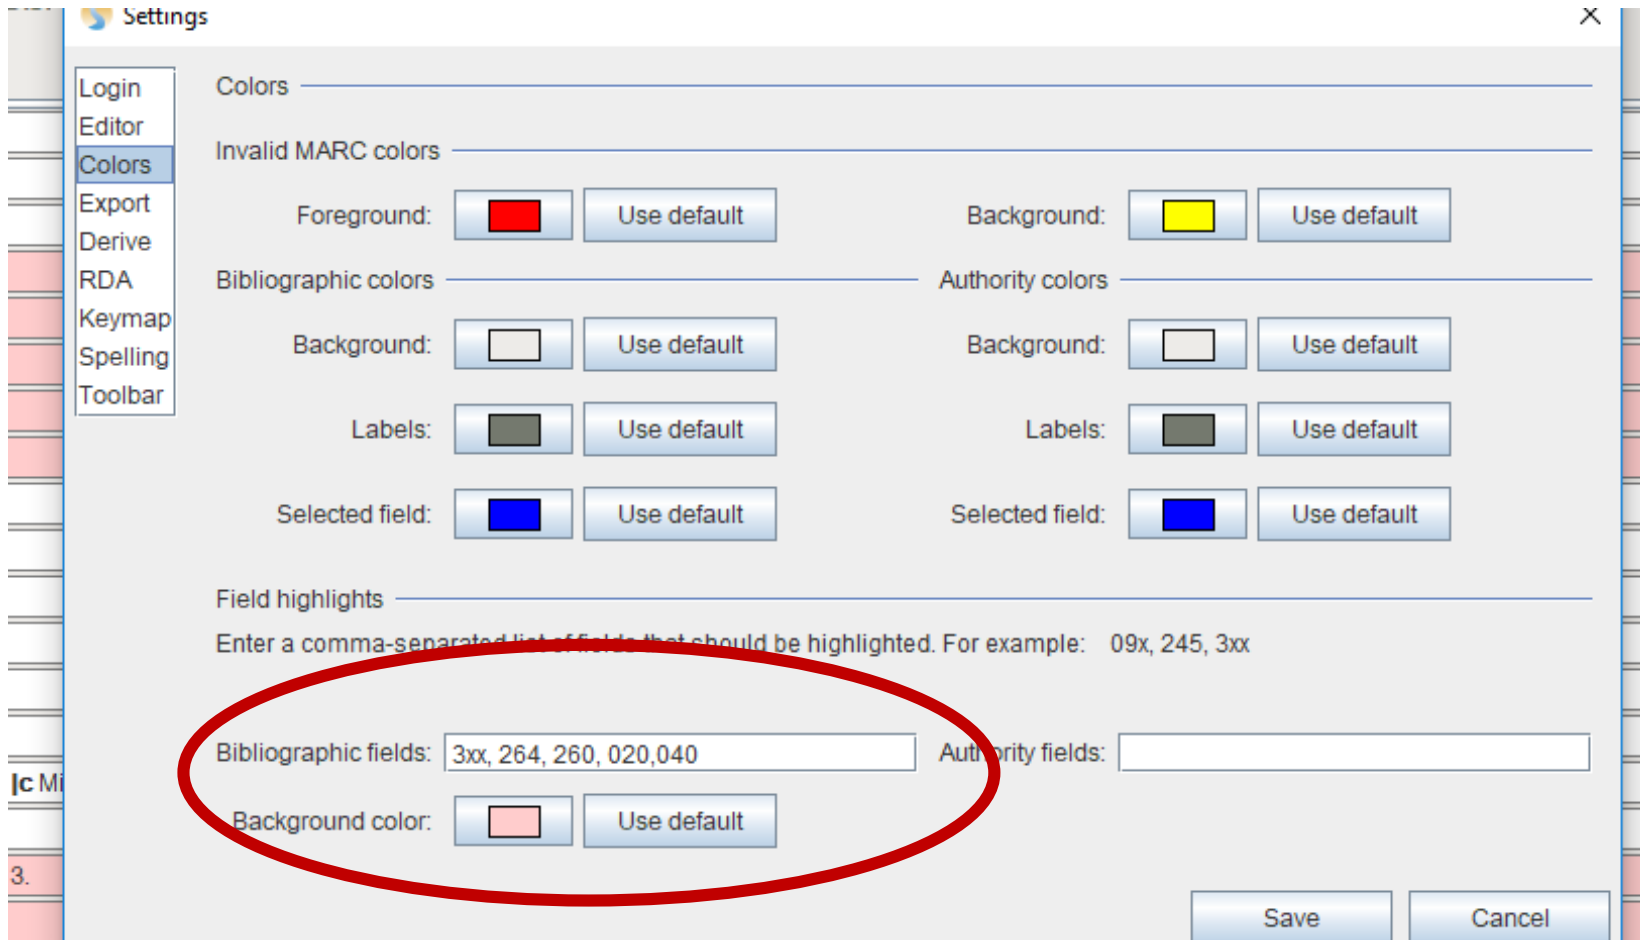 Settings
Login
Editor
Colors
Export
Derive
RDA
Keymap
Spelling
Toolbar
Colors
Invalid MARC colors
Foreground: Use default Background: Use default
Bibliographic colors Authority colors
Background: Use default Background: Use default
Labels: Use default Labels: Use default
Selected field: Use default Selected field: Use default
Field highlights
Enter a comma-separated list of fields that should be highlighted. For example: 09x, 245, 3xx
Bibliographic fields: 3xx, 264, 260, 020,040 Authority fields:
|c Mi
Background color: Use default
3.
Save Cancel